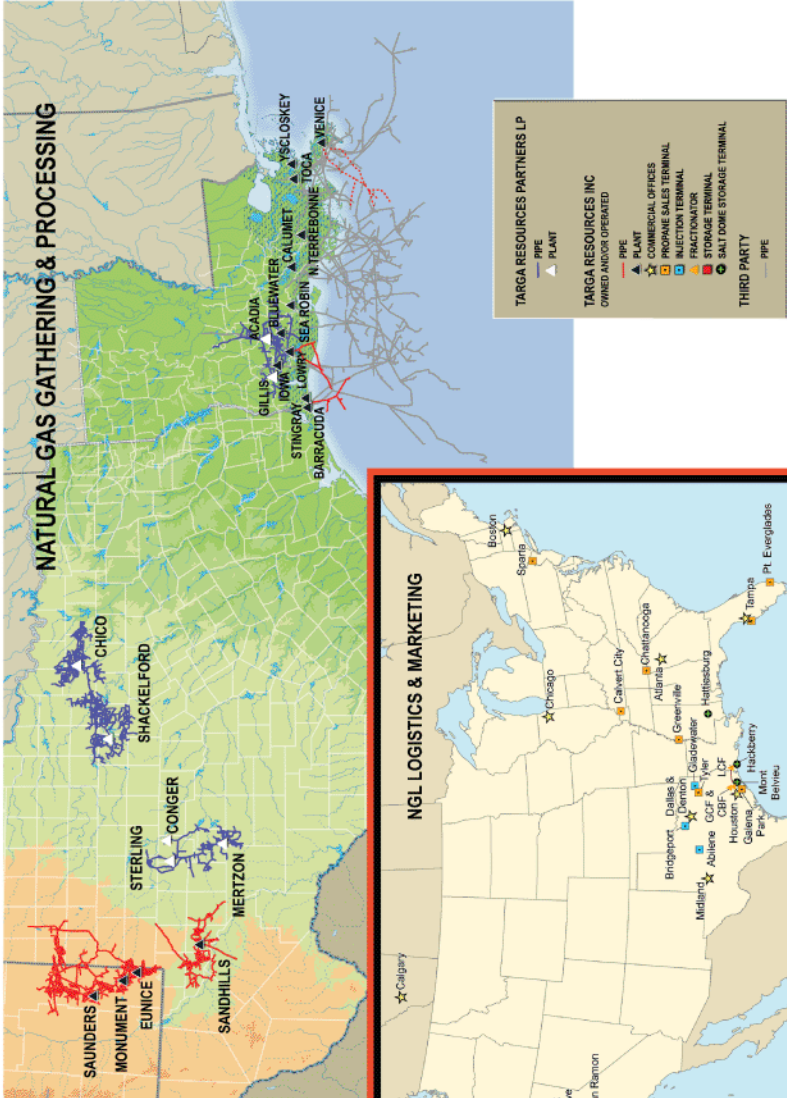 NATURAL GAS GATHERING & PROCESSING
SAUNDERS
MONUMENT
EUNICE
SANDHILLS
STERLING
CONGER
MERTZON
CHICO
SHACKELFORD
GILLIS
ACADIA
IOWA
BLUEWATER
LOWRY
STINGRAY
SEA ROBIN
BARRACUDA
CALUMET
N.TERREBONNE
YSCLOSKEY
TOCA
VENICE
NGL LOGISTICS & MARKETING
Calgary
Chicago
Boston
Sparta
Calvert City
Chattanooga
Atlanta
Greenville
Bridgeport
Dallas &
Denton
Gladewater
Tyler
Hattiesburg
Midland
Abilene
GCF &
CBF
LCF
Houston
Galena
Park
Hackberry
Mont
Belvieu
Tampa
Pt. Everglades
n Ramon
TARGA RESOURCES PARTNERS LP
PIPE
PLANT
TARGA RESOURCES INC
OWNED AND/OR OPERATED
PIPE
PLANT
COMMERCIAL OFFICES
PROPANE SALES TERMINAL
INJECTION TERMINAL
FRACTIONATOR
STORAGE TERMINAL
SALT DOME STORAGE TERMINAL
THIRD PARTY
PIPE